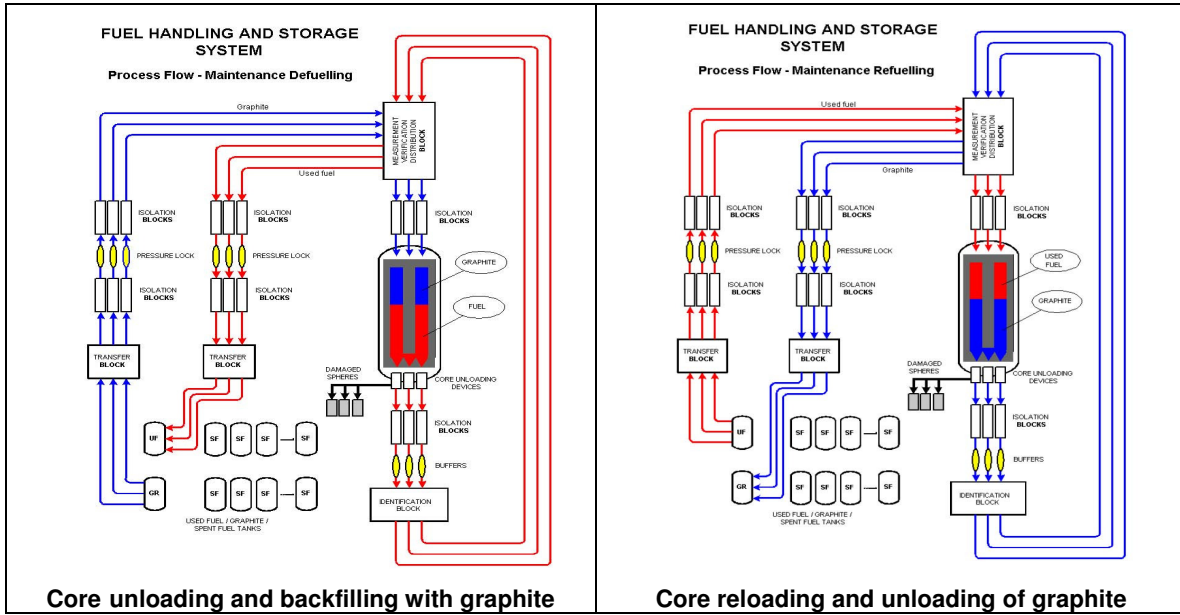 FUEL HANDLING AND STORAGE
SYSTEM
Process Flow - Maintenance Defuelling
Graphite
MEASUREMENT
VERIFICATION
DISTRIBUTION
BLOCK
Used fuel
ISOLATION
BLOCKS
ISOLATION
BLOCKS
ISOLATION
BLOCKS
PRESSURE LOCK
PRESSURE LOCK
GRAPHITE
ISOLATION
BLOCKS
ISOLATION
BLOCKS
FUEL
TRANSFER
BLOCK
TRANSFER
BLOCK
DAMAGED
SPHERES
CORE UNLOADING
DEVICES
ISOLATION
BLOCKS
UF
SF
SF
SF
SF
BUFFERS
GR
SF
SF
SF
SF
IDENTIFICATION
BLOCK
USED FUEL / GRAPHITE /
SPENT FUEL TANKS
Core unloading and backfilling with graphite
FUEL HANDLING AND STORAGE
SYSTEM
Process Flow - Maintenance Refuelling
Used fuel
MEASUREMENT
VERIFICATION
DISTRIBUTION
BLOCK
Graphite
ISOLATION
BLOCKS
ISOLATION
BLOCKS
ISOLATION
BLOCKS
PRESSURE LOCK
PRESSURE LOCK
USED
FUEL
ISOLATION
BLOCKS
ISOLATION
BLOCKS
GRAPHITE
TRANSFER
BLOCK
TRANSFER
BLOCK
DAMAGED
SPHERES
CORE UNLOADING
DEVICES
ISOLATION
BLOCKS
UF
SF
SF
SF
SF
BUFFERS
GR
SF
SF
SF
SF
IDENTIFICATION
BLOCK
USED FUEL / GRAPHITE /
SPENT FUEL TANKS
Core reloading and unloading of graphite